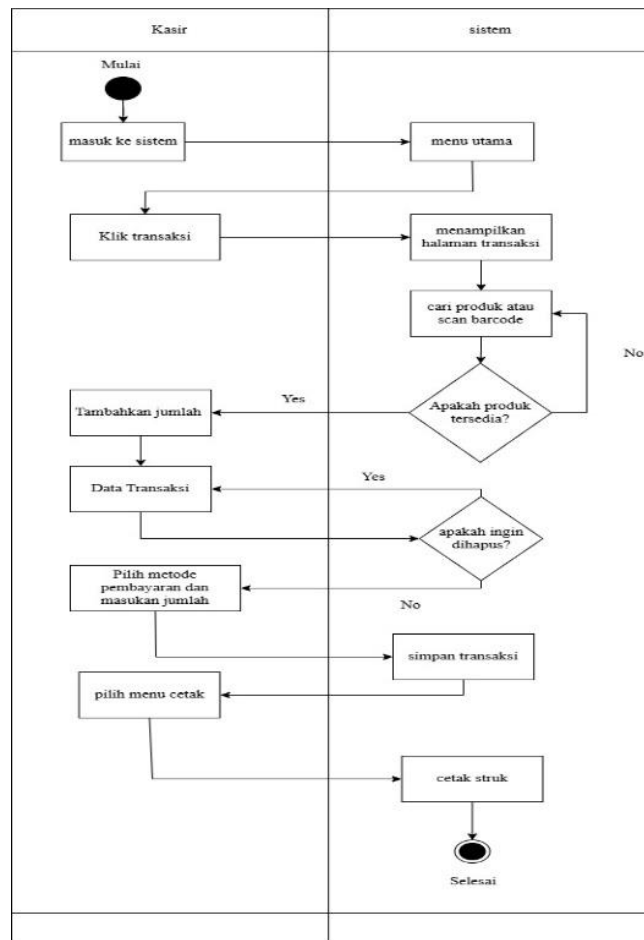 Kasir
sistem
Mulai
masuk ke sistem
menu utama
Klik transaksi
menampilkan
halaman transaksi
cari produk atau
scan barcode
No
Yes
Tambahkan jumlah
Apakah produk
tersedia?
Yes
Data Transaksi
apakah ingin
dihapus?
Pilih metode
pembayaran dan
masukan jumlah
No
simpan transaksi
pilih menu cetak
cetak struk
Selesai